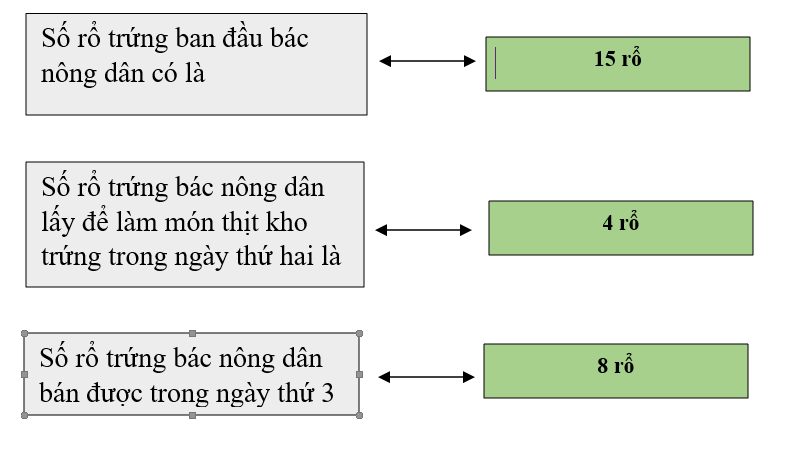 Số rổ trứng ban đầu bác
nông dân có là
15 rổ
Số rổ trứng bác nông dân
lấy để làm món thịt kho
trứng trong ngày thứ hai là
4 rổ
Số rổ trứng bác nông dân
bán được trong ngày thứ 3
8 rổ